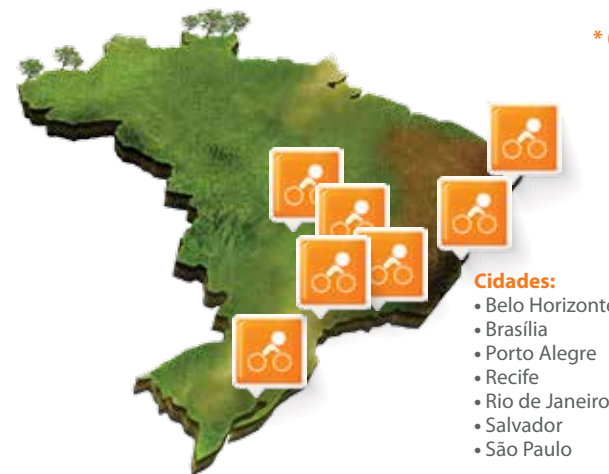 *
Cidades:
• Belo Horizonte
• Brasília
• Porto Alegre
• Recife
• Rio de Janeiro
• Salvador
• São Paulo